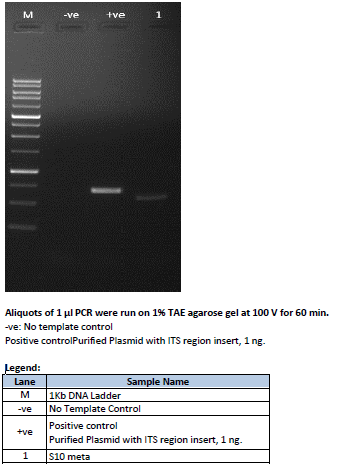 M -ve +ve 1
Aliquots of 1 µl PCR were run on 1% TAE agarose gel at 100 V for 60 min.
-ve: No template control
Positive controlPurified Plasmid with ITS region insert, 1 ng.
Legend:
Lane Sample Name
M 1Kb DNA Ladder
-ve No Template Control
+ve Positive control
Purified Plasmid with ITS region insert, 1 ng.
1 S10 meta